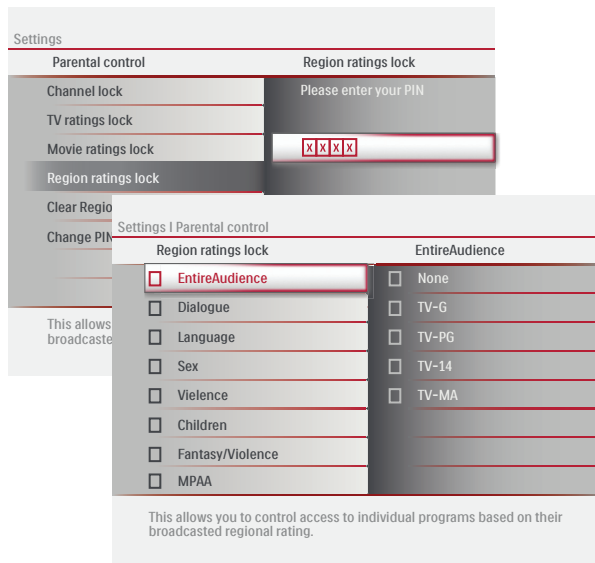 Settings
Parental control
Region ratings lock
Channel lock
Please enter your PIN
TV ratings lock
Movie ratings lock
X X X X
Region ratings lock
Clear Regio
Change PIN
This allows
broadcaste
Settings I Parental control
Region ratings lock
EntireAudience
EntireAudience
None
Dialogue
TV-G
Language
TV-PG
Sex
TV-14
Vielence
TV-MA
Children
Fantasy/Violence
MPAA
This allows you to control access to individual programs based on their
broadcasted regional rating.